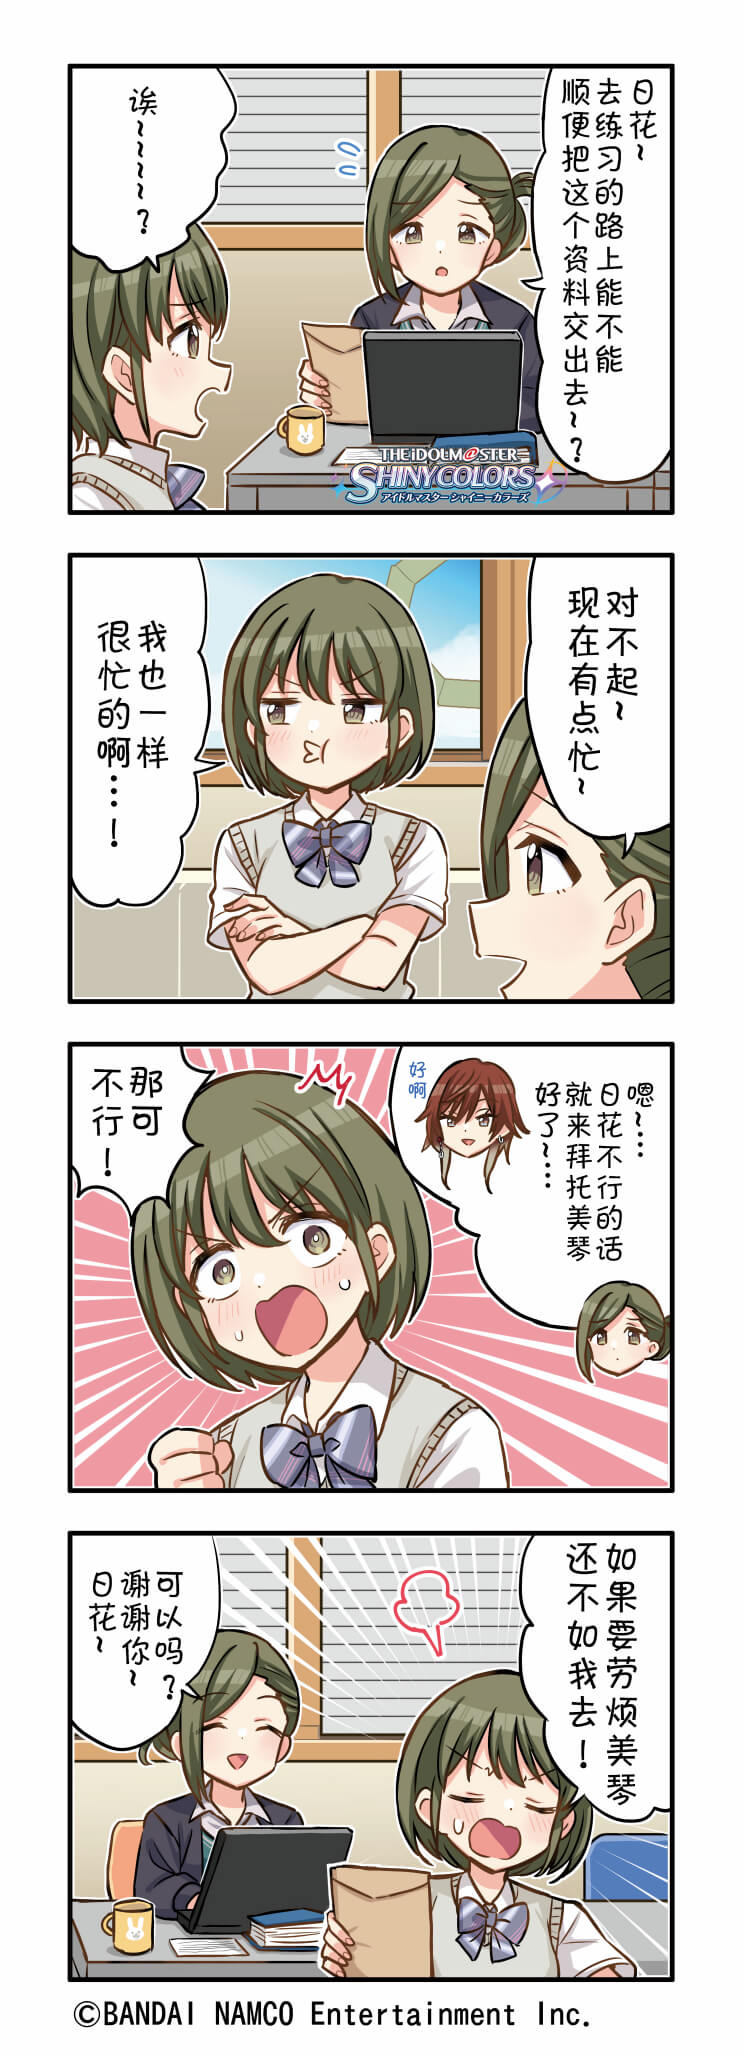 日花~
去练习的路上能不能
顺便把这个资料交出去~?
诶~~~~?
THE iDOLM@STER
SHINY COLORS
アイドルマスター シャイニーカラーズ
对不起~
现在有点忙~
我也一样
很忙的啊…!
嗯~…
日花不行的话
就来拜托美琴
好了~…
好啊
那可
不行!
如果要劳烦美琴
还不如我去!
可以吗?
谢谢你~
日花~
©BANDAI NAMCO Entertainment Inc.